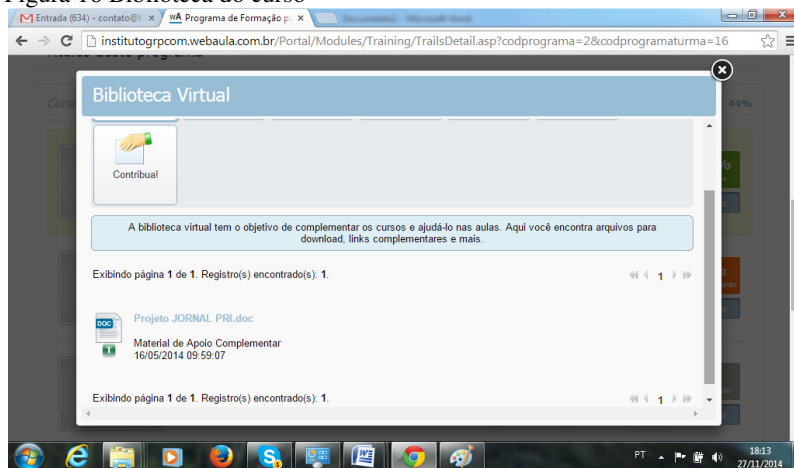 Figura 16 Biblioteca do curso
Entrada (634) - contato@
Programa de Formação p
institutogrpcom.webaula.com.br/Portal/Modules/Training/TrailsDetail.asp?codprograma=2&codprogramaturma=16
Títulos deste programa
Curso
44%
Biblioteca Virtual
Contribua!
A biblioteca virtual tem o objetivo de complementar os cursos e ajudá-lo nas aulas. Aqui você encontra arquivos para
download, links complementares e mais.
Exibindo página 1 de 1. Registro(s) encontrado(s): 1.
1
DOC
Projeto JORNAL PRI.doc
Material de Apoio Complementar
16/05/2014 09:59:07
Exibindo página 1 de 1. Registro(s) encontrado(s): 1.
1
PT
18:13
27/11/2014